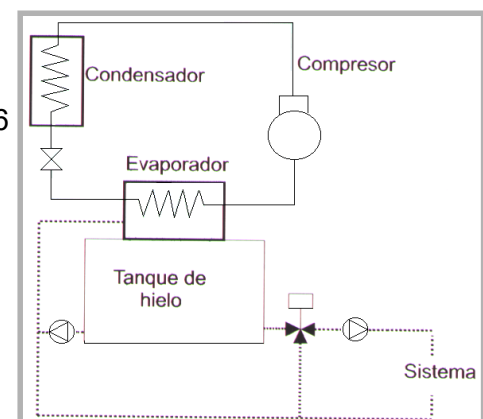 Condensador
Compresor
6
Evaporador
Tanque de
hielo
Sistema